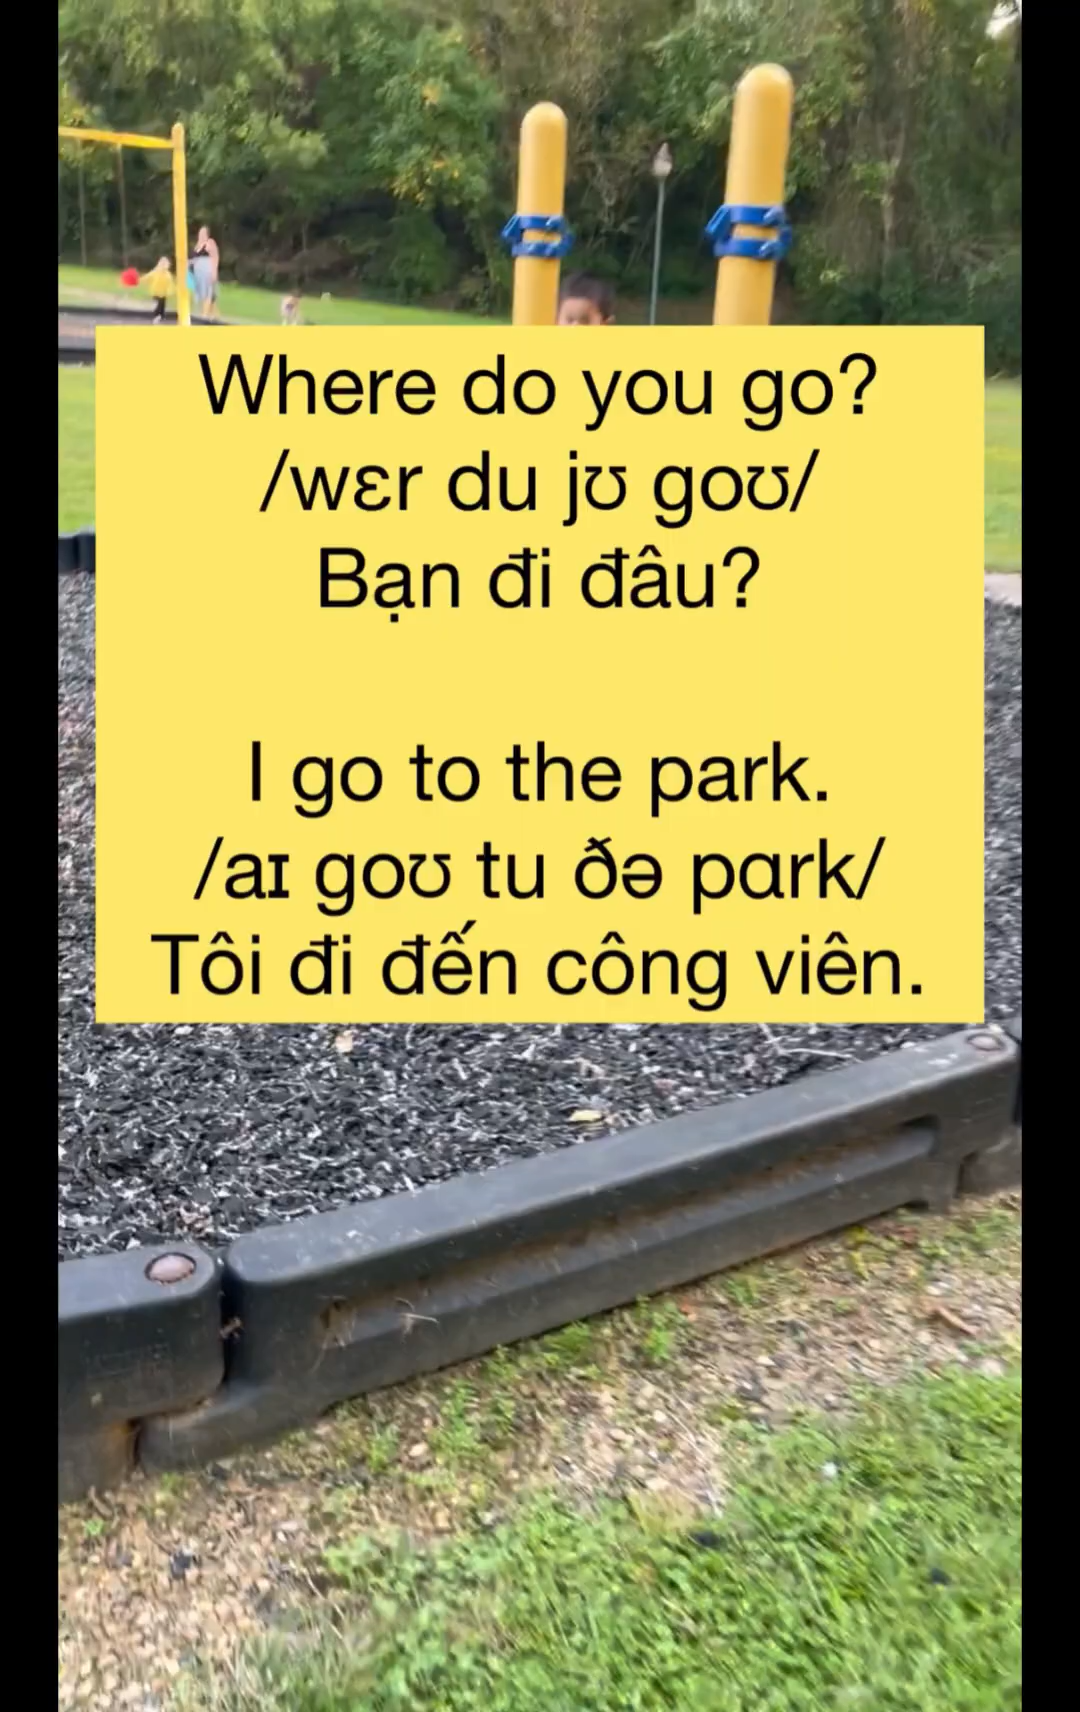 Where do you go?
/wɛr du jʊ goʊ/
Bạn đi đâu?
I go to the park.
/aɪ goʊ tu ðə pɑrk/
Tôi đi đến công viên.